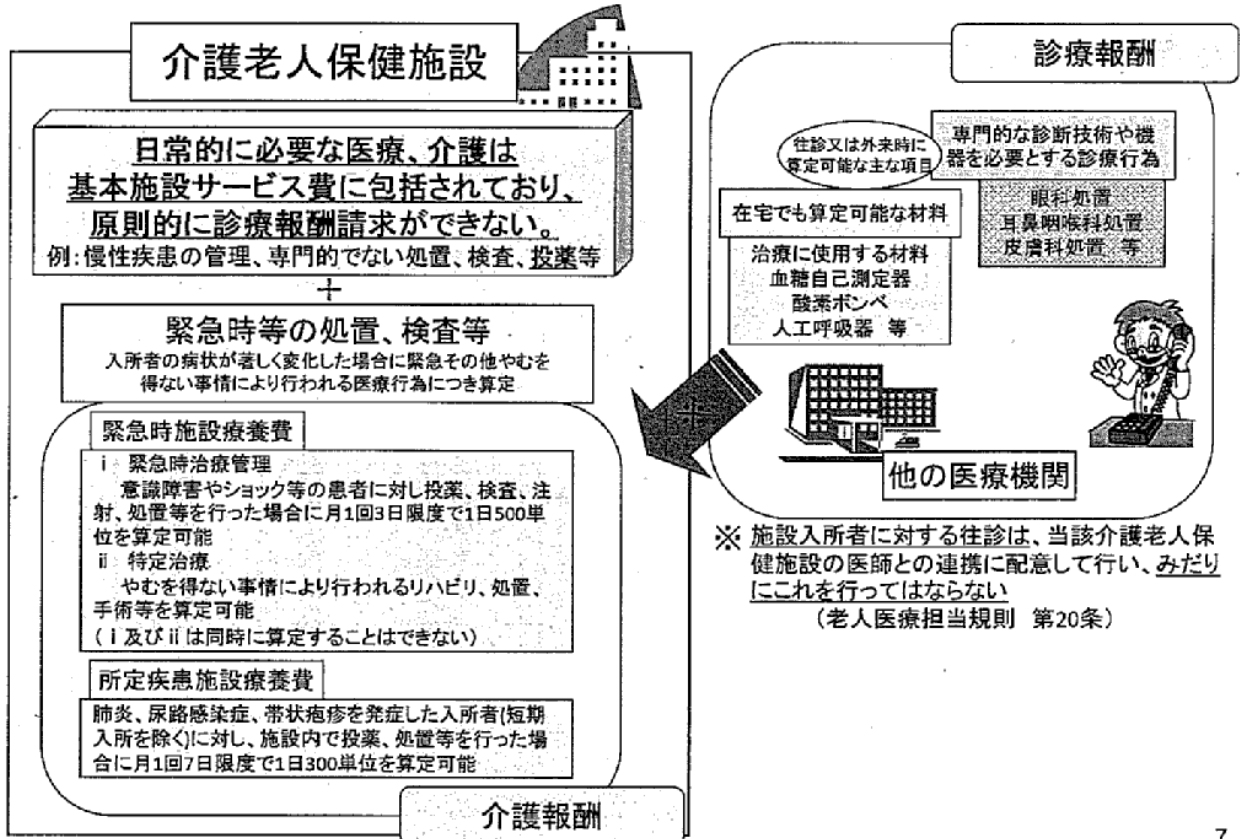 介護老人保健施設
日常的に必要な医療、介護は
基本施設サービス費に包括されており、
原則的に診療報酬請求ができない。
例:慢性疾患の管理、専門的でない処置、検査、投薬等
+
緊急時等の処置、検査等
入所者の病状が著しく変化した場合に緊急その他やむを
得ない事情により行われる医療行為につき算定
緊急時施設療養費
ⅰ 緊急時治療管理
意識障害やショック等の患者に対し投薬、検査、注
射、処置等を行った場合に月1回3日限度で1日500単
位を算定可能
ⅱ 特定治療
やむを得ない事情により行われるリハビリ、処置、
手術等を算定可能
(ⅰ及びⅱは同時に算定することはできない)
所定疾患施設療養費
肺炎、尿路感染症、帯状疱疹を発症した入所者(短期
入所を除く)に対し、施設内で投薬、処置等を行った場
合に月1回7日限度で1日300単位を算定可能
介護報酬
診療報酬
往診又は外来時に
算定可能な主な項目
専門的な診断技術や機
器を必要とする診療行為
眼科処置
耳鼻咽喉科処置
皮膚科処置 等
在宅でも算定可能な材料
治療に使用する材料
血糖自己測定器
酸素ボンベ
人工呼吸器 等
+
他の医療機関
※ 施設入所者に対する往診は、当該介護老人保
健施設の医師との連携に配意して行い、みだり
にこれを行ってはならない
(老人医療担当規則 第20条)
7